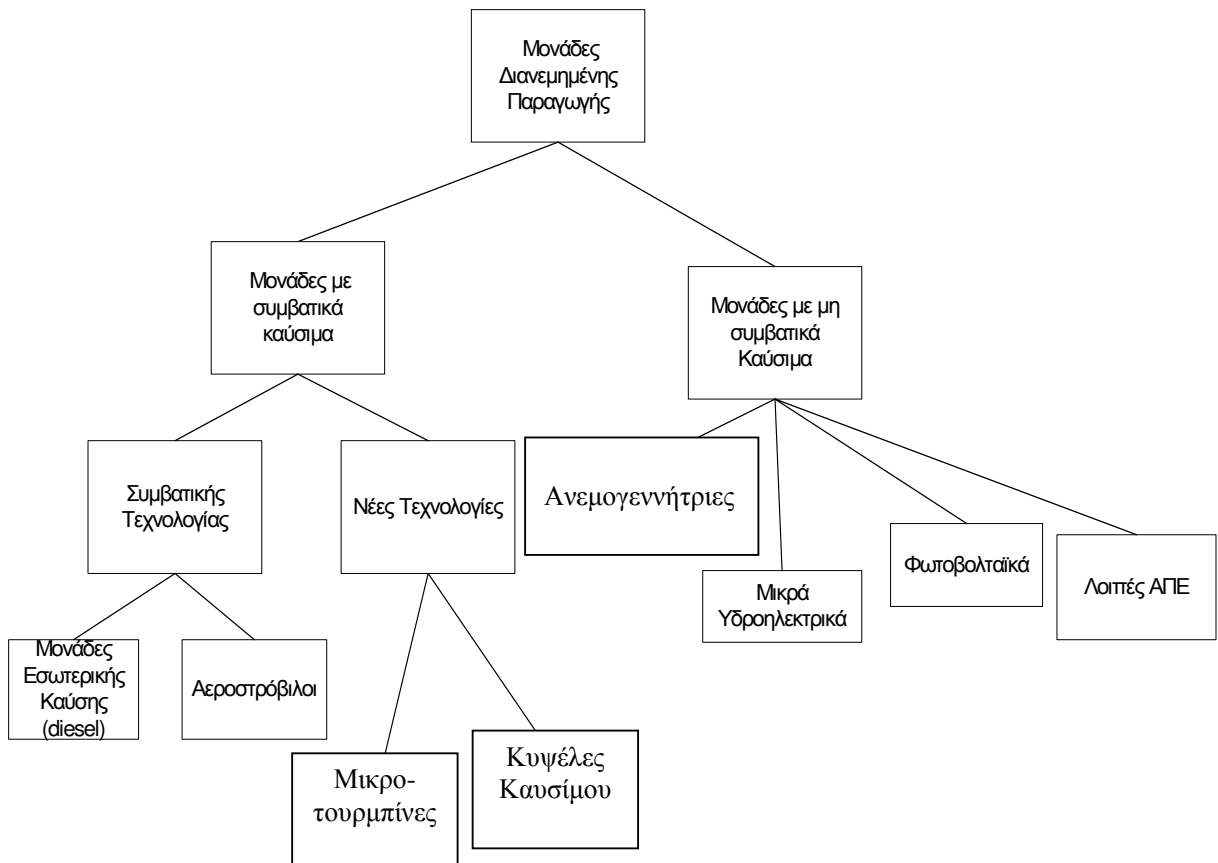 Μονάδες
Διανεμημένης
Παραγωγής
Μονάδες με
συμβατικά
καύσιμα
Μονάδες με μη
συμβατικά
Καύσιμα
Συμβατικής
Τεχνολογίας
Νέες Τεχνολογίες
Ανεμογεννήτριες
Μικρά
Υδροηλεκτρικά
Φωτοβολταϊκά
Λοιπές ΑΠΕ
Μονάδες
Εσωτερικής
Καύσης
(diesel)
Αεροστρόβιλοι
Μικρο-
τουρμπίνες
Κυψέλες
Καυσίμου